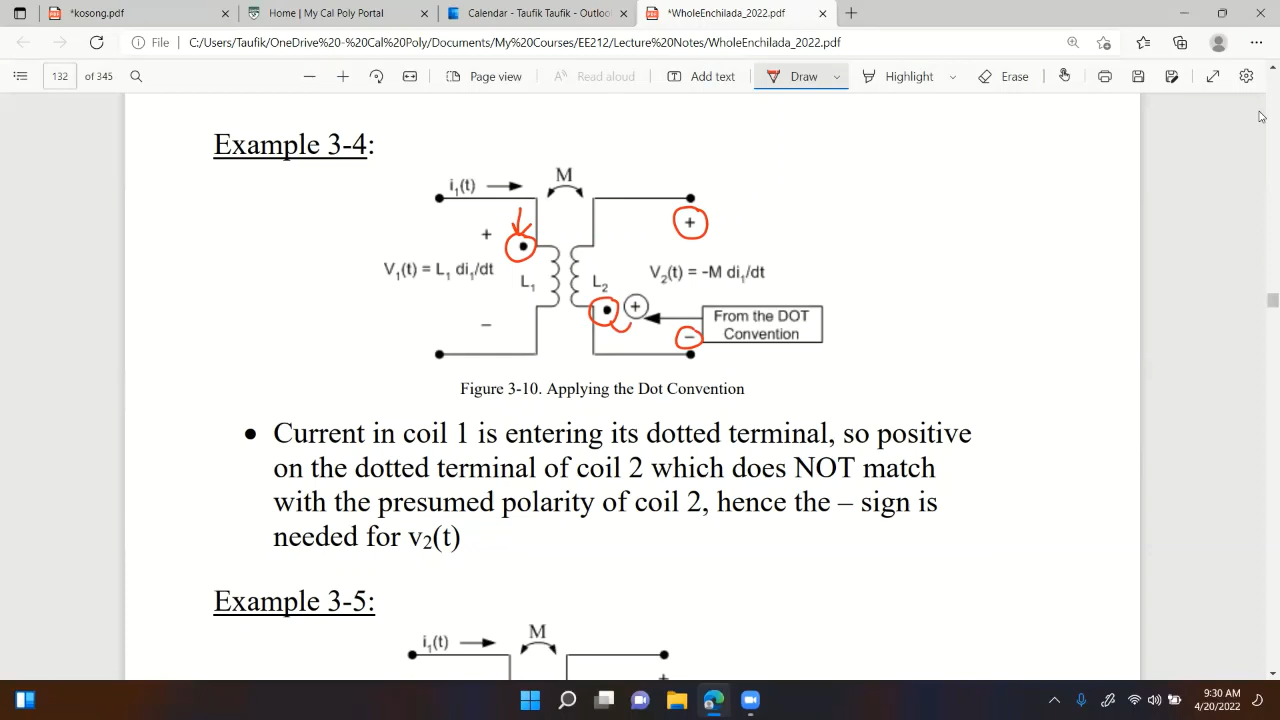 *kosong.pdf
Home | My Cal Poly Portal
Calendar - Taufik Taufik - Outloo
*WholeEnchilada_2022.pdf
File
C:/Users/Taufik/OneDrive%20-%20Cal%20Poly/Documents/My%20Courses/EE212/Lecture%20Notes/WholeEnchilada_2022.pdf
132 of 345
Page view
Read aloud
Add text
Draw
Highlight
Erase
Example 3-4:
i₁(t)
M
+
+
V₁(t) = L₁ di₁/dt
L₁
L₂
V₂(t) = -M di₁/dt
+
From the DOT
Convention
−
−
Figure 3-10. Applying the Dot Convention
• Current in coil 1 is entering its dotted terminal, so positive
on the dotted terminal of coil 2 which does NOT match
with the presumed polarity of coil 2, hence the – sign is
needed for v₂(t)
Example 3-5:
i₁(t)
M
9:30 AM
4/20/2022